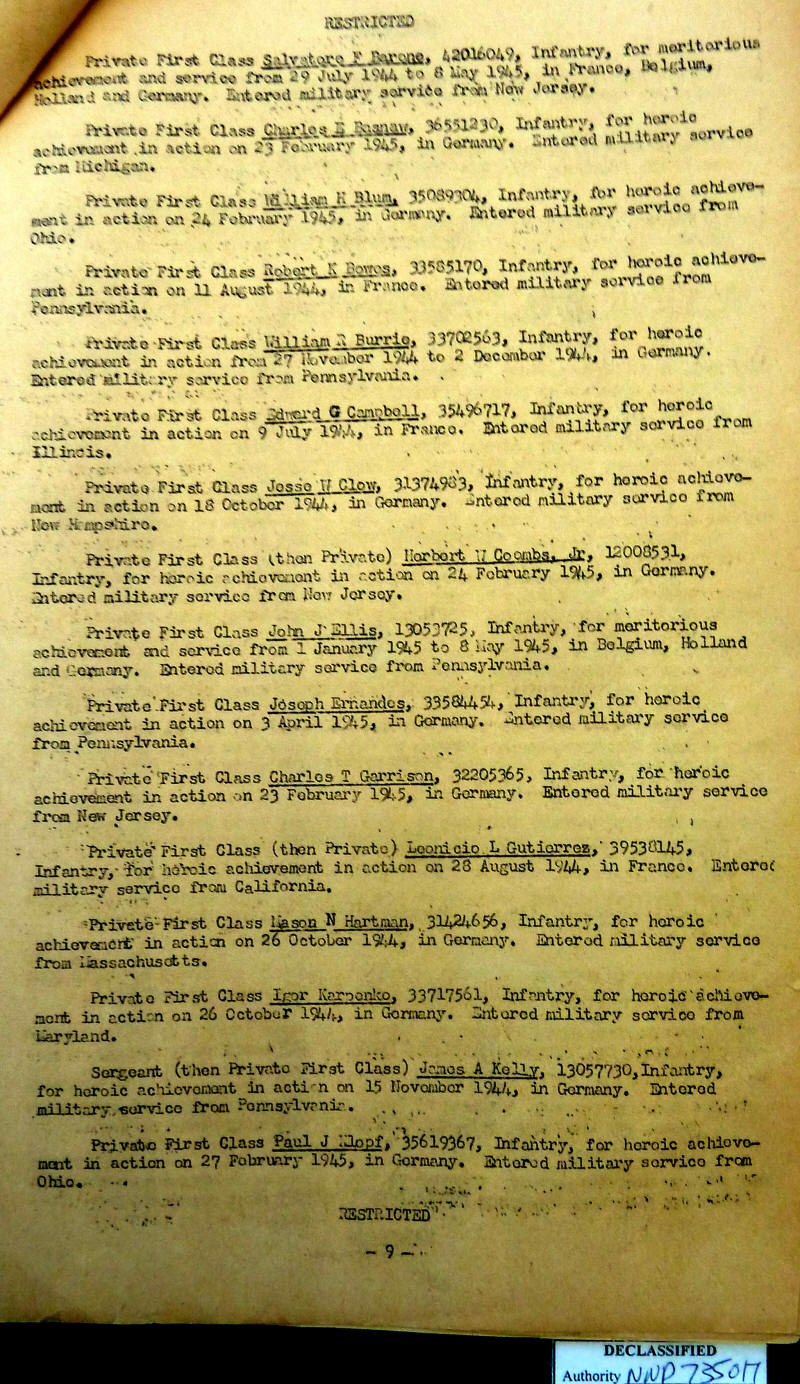 RESTRICTED
Private First Class Salvatore F Barone, 42016049, Infantry, for meritorious
achievement and service from 29 July 1944 to 8 May 1945, in France, Belgium,
Holland and Germany. Entered military service from New Jersey.
Private First Class Charles E 36551230, Infantry, for heroic
achievement in action on 23 February 1945, in Germany. Entered military service
from Michigan.
Private First Class William K Blum, 35089304, Infantry, for heroic achieve-
ment in action on 24 February 1945, in Germany. Entered military service from
Ohio.
Private First Class Robert K Bowes, 33585170, Infantry, for heroic achieve-
ment in action on 11 August 1944, in France. Entered military service from
Pennsylvania.
Private First Class William R Burrie, 33702563, Infantry, for heroic
achievement in action from 27 November 1944 to 2 December 1944, in Germany.
Entered military service from Pennsylvania.
Private First Class Edward G Campbell, 35496717, Infantry, for heroic
achievement in action on 9 July 1944, in France. Entered military service from
Illinois.
Private First Class Jesse W Clow, 31374983, Infantry, for heroic achieve-
ment in action on 18 October 1944, in Germany. Entered military service from
New Hampshire.
Private First Class (then Private) Herbert W Coombs, Jr, 12008531,
Infantry, for heroic achievement in action on 24 February 1945, in Germany.
Entered military service from New Jersey.
Private First Class John J Ellis, 13053725, Infantry, for meritorious
achievement and service from 1 January 1945 to 8 May 1945, in Belgium, Holland
and Germany. Entered military service from Pennsylvania.
Private First Class Joseph Ernandes, 33584454, Infantry, for heroic
achievement in action on 3 April 1945, in Germany. Entered military service
from Pennsylvania.
Private First Class Charles T Garrison, 32205365, Infantry, for heroic
achievement in action on 23 February 1945, in Germany. Entered military service
from New Jersey.
Private First Class (then Private) Leonicio L Gutierrez, 39538145,
Infantry, for heroic achievement in action on 28 August 1944, in France. Entered
military service from California.
Private First Class Mason N Hartman, 31424656, Infantry, for heroic
achievement in action on 26 October 1944, in Germany. Entered military service
from Massachusetts.
Private First Class Igor Karpenko, 33717561, Infantry, for heroic achieve-
ment in action on 26 October 1944, in Germany. Entered military service from
Maryland.
Sergeant (then Private First Class) James A Kelly, 13057730, Infantry,
for heroic achievement in action on 15 November 1944, in Germany. Entered
military service from Pennsylvania.
Private First Class Paul J Klopf, 35619367, Infantry, for heroic achieve-
ment in action on 27 February 1945, in Germany. Entered military service from
Ohio.
RESTRICTED
- 9 -
DECLASSIFIED
Authority NND 735017